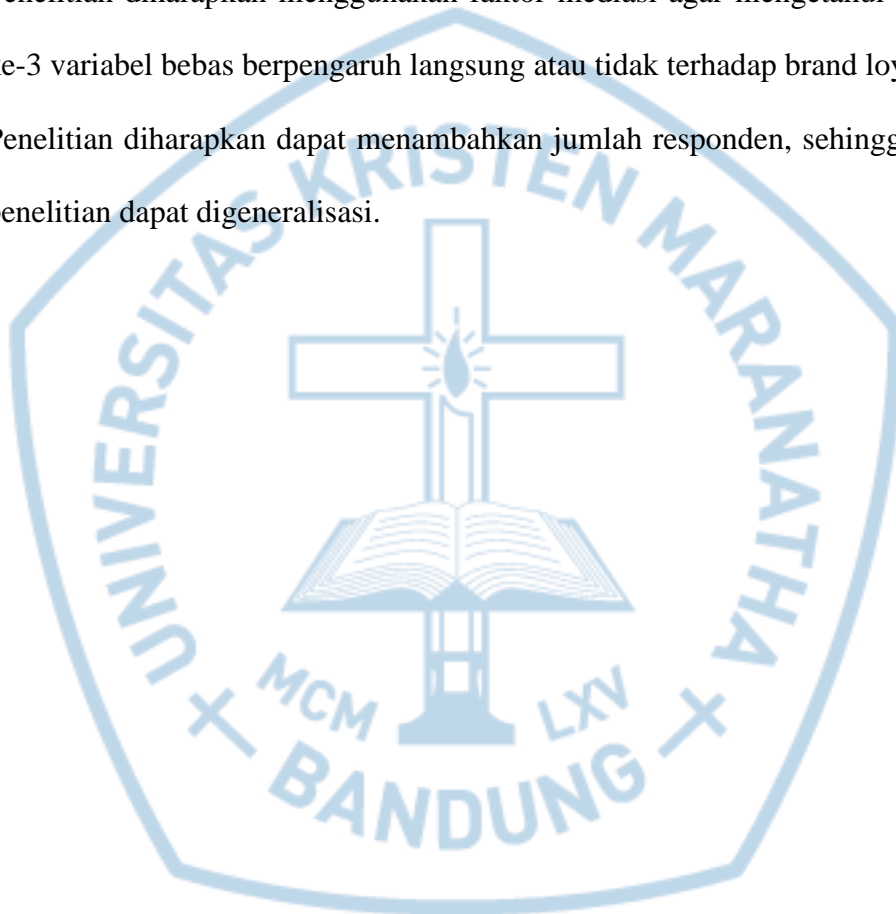 Penelitian diharapkan menggunakan faktor mediasi agar mengetahui
ke-3 variabel bebas berpengaruh langsung atau tidak terhadap brand loy
Penelitian diharapkan dapat menambahkan jumlah responden, sehingg
penelitian dapat digeneralisasi.
UNIVERSITAS KRISTEN MARANATHA
MCM LXV
BANDUNG